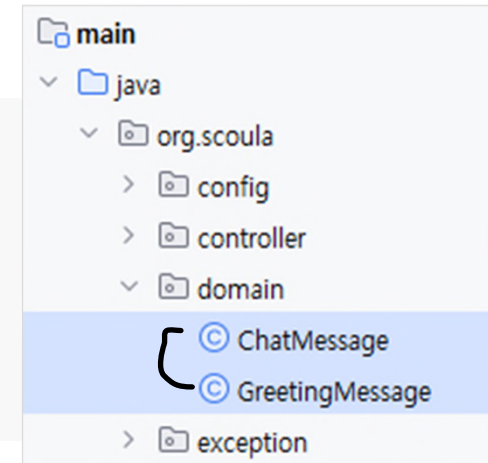 main
java
org.scoula
config
controller
domain
ChatMessage
GreetingMessage
exception